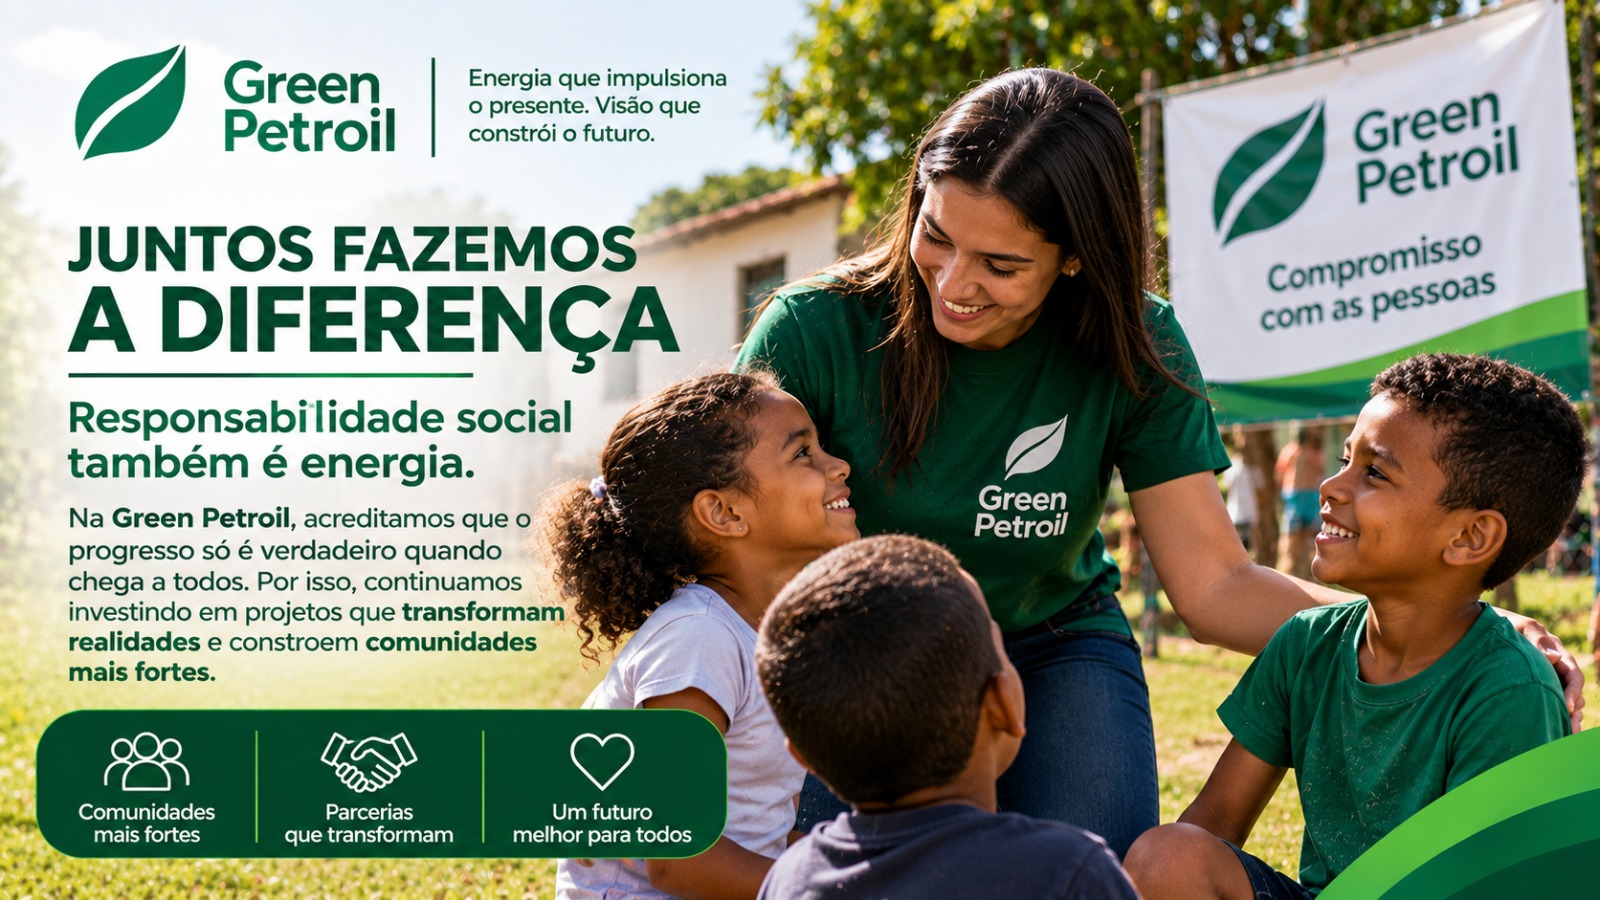 Green
Petroil
Energia que impulsiona
o presente. Visão que
constrói o futuro.
JUNTOS FAZEMOS
A DIFERENÇA
Responsabilidade social
também é energia.
Na Green Petroil, acreditamos que o
progresso só é verdadeiro quando
chega a todos. Por isso, continuamos
investindo em projetos que transformam
realidades e constroem comunidades
mais fortes.
Comunidades
mais fortes
Parcerias
que transformam
Um futuro
melhor para todos
Green
Petroil
Green
Petroil
Compromisso
com as pessoas